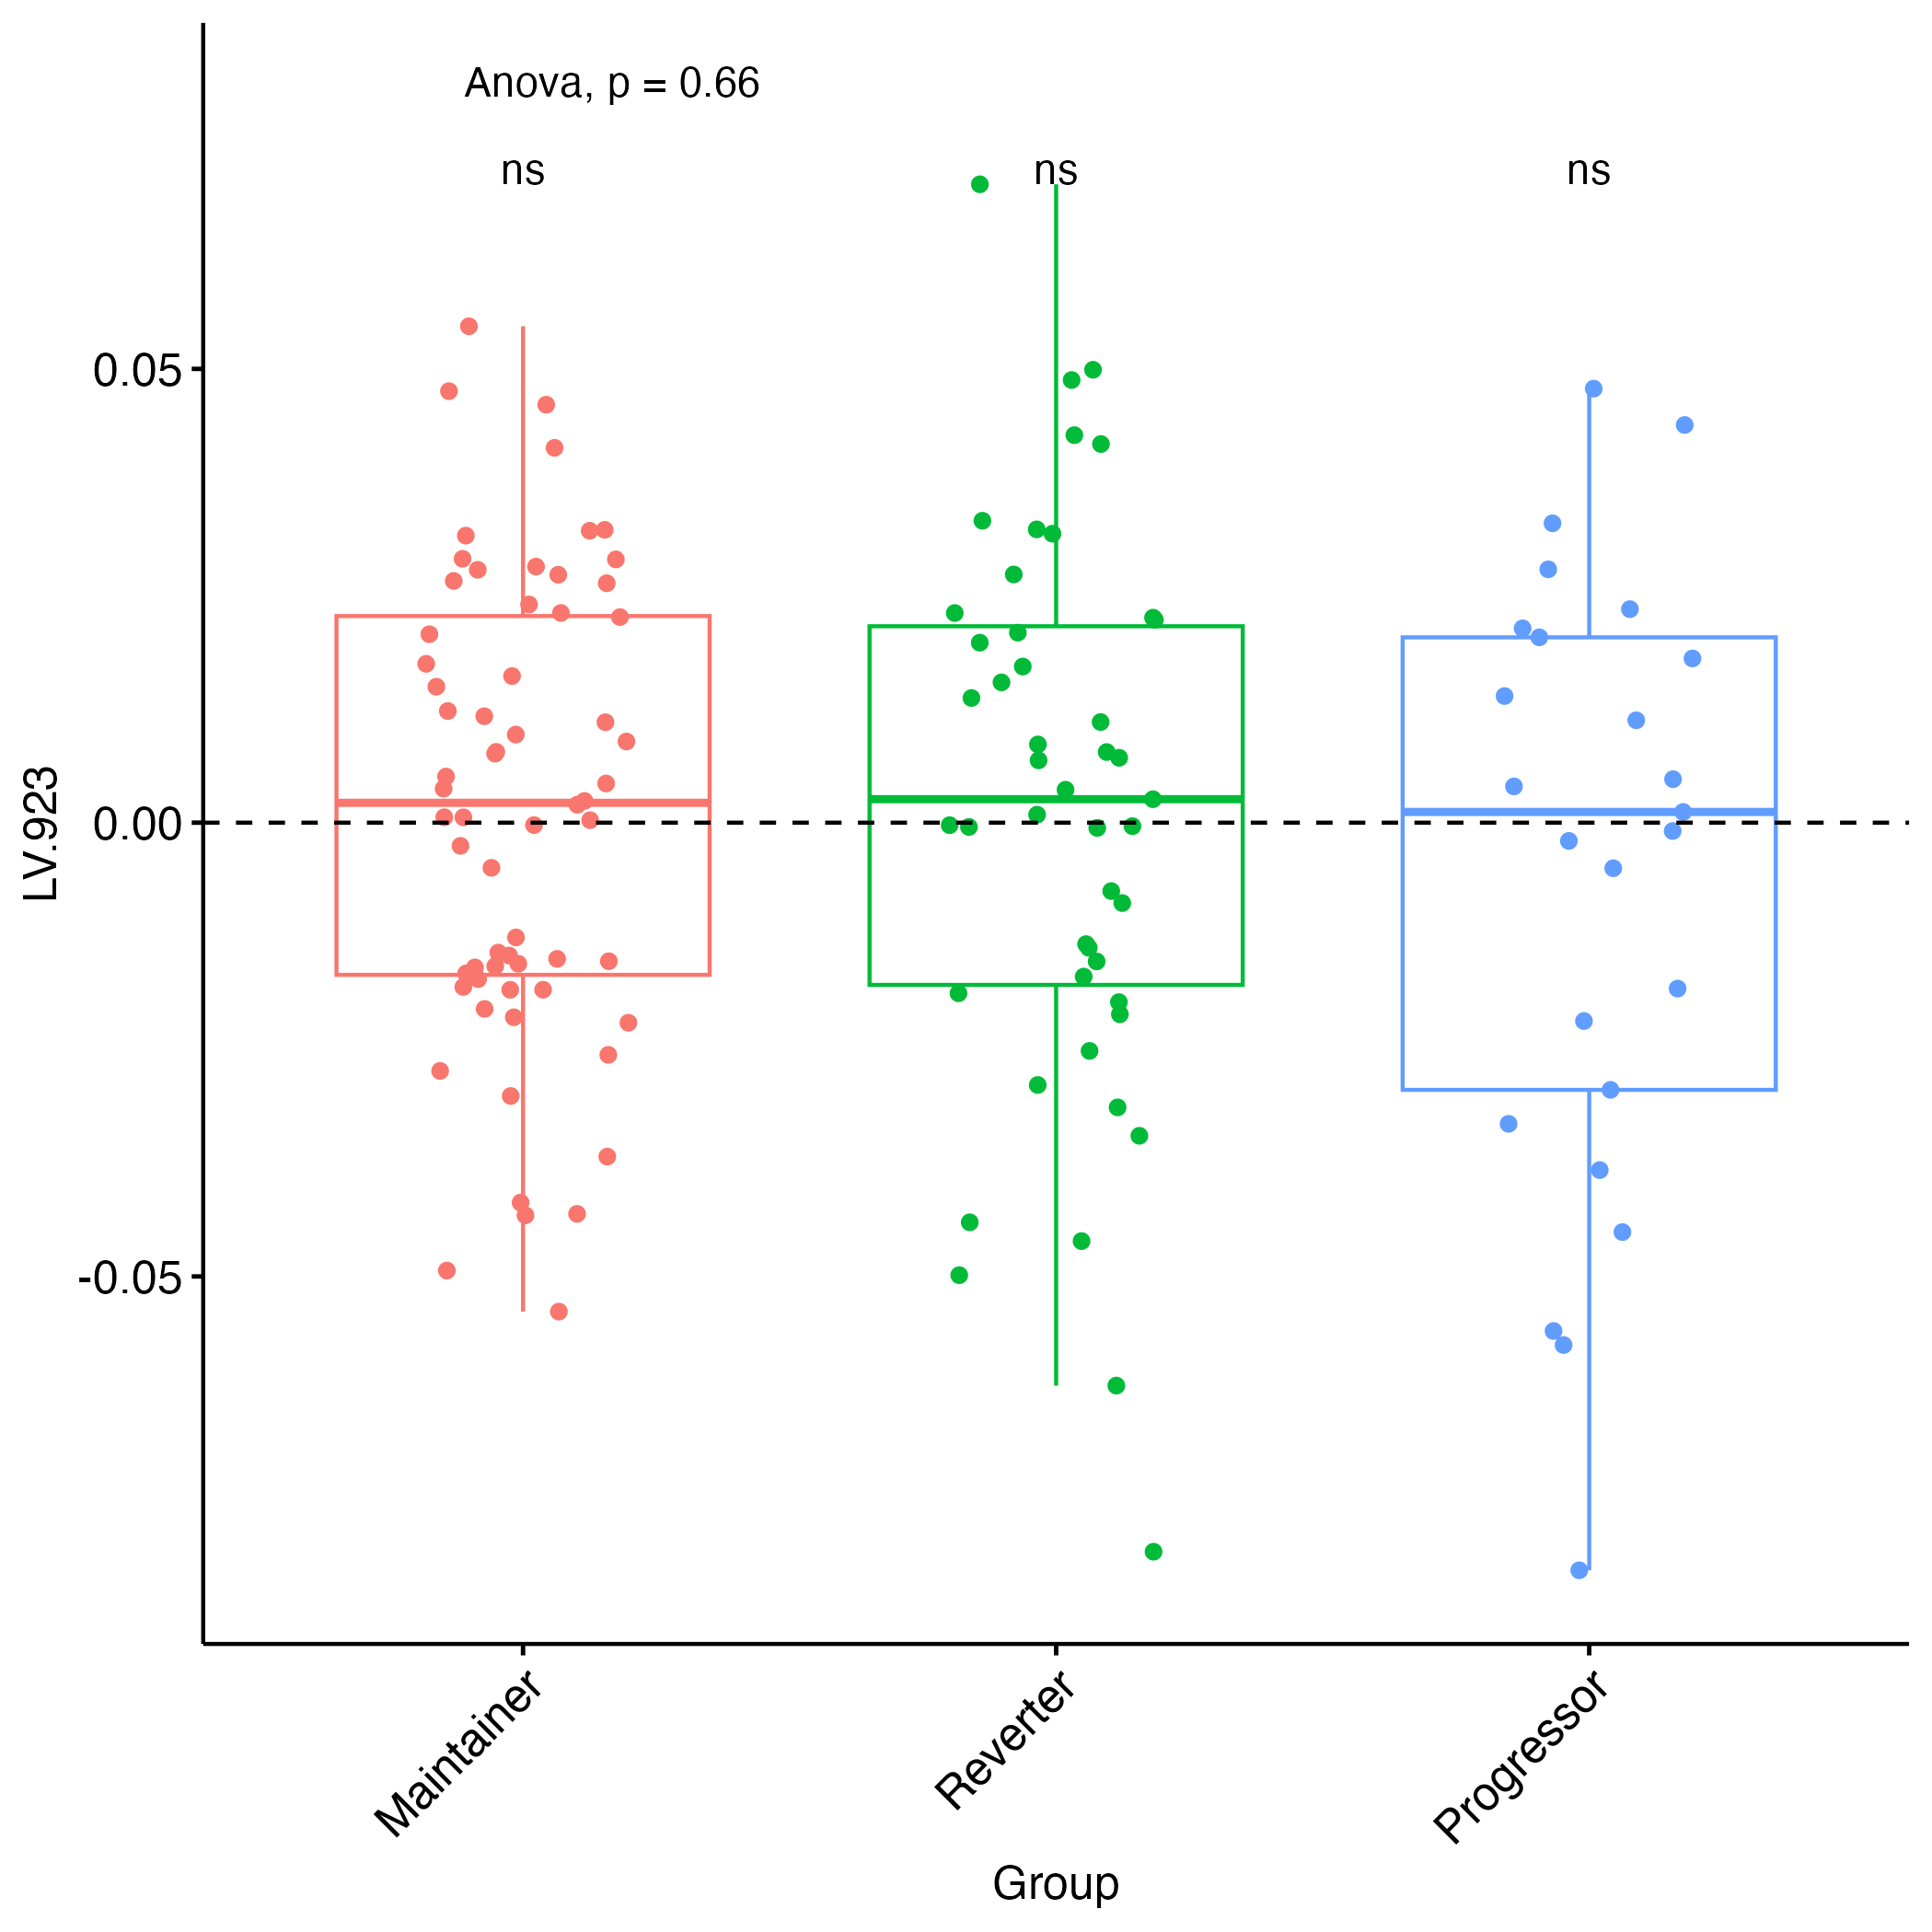 Anova, p = 0.66
ns ns ns
0.05
0.00
-0.05
LV.923
Maintainer Reverter Progressor
Group